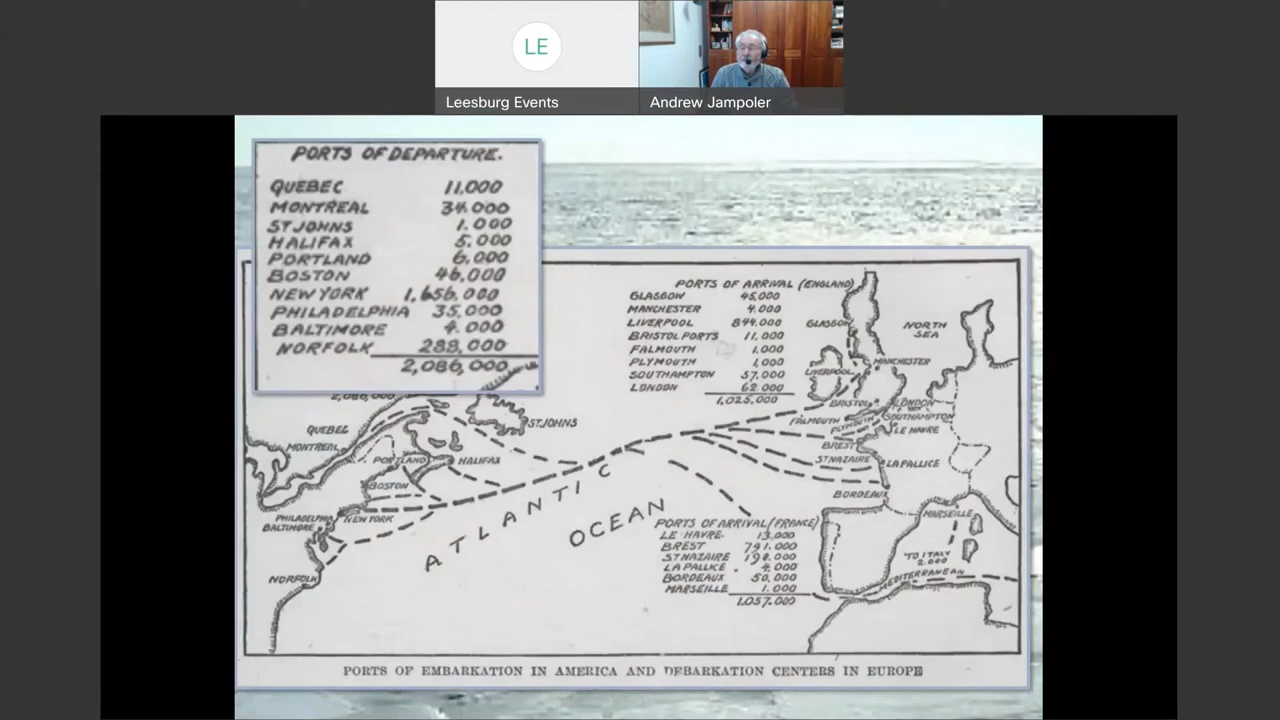 LE
Leesburg Events
Andrew Jampoler
PORTS OF DEPARTURE.
QUEBEC 11,000
MONTREAL 34.000
ST JOHNS 1.000
HALIFAX 5.000
PORTLAND 6,000
BOSTON 46,000
NEW YORK 1,656.000
PHILADELPHIA 35,000
BALTIMORE 4.000
NORFOLK 288,000
2,086,000
PORTS OF ARRIVAL (ENGLAND)
GLASGOW 45,000
MANCHESTER 4.000
LIVERPOOL 844,000
BRISTOL PORTS 11,000
FALMOUTH 1,000
PLYMOUTH 1,000
SOUTHAMPTON 57,000
LONDON 62.000
1,025,000
GLASGOW
NORTH
SEA
MANCHESTER
LIVERPOOL
BRISTOL
LONDON
FALMOUTH
PLYMOUTH
SOUTHAMPTON
LE HAVRE
BREST
ST NAZAIRE
LA PALLICE
BORDEAUX
MARSEILLE
2,086,000
QUEBEC
ST. JOHNS
MONTREAL
PORTLAND
HALIFAX
BOSTON
PHILADELPHIA
NEW YORK
BALTIMORE
NORFOLK
ATLANTIC
OCEAN
PORTS OF ARRIVAL (FRANCE)
LE HAVRE 13,000
BREST 791.000
ST NAZAIRE 198.000
LA PALLICE 4,000
BORDEAUX 50,000
MARSEILLE 1.000
1.057.000
TO ITALY
2.000
MEDITERRANEAN
PORTS OF EMBARKATION IN AMERICA AND DEBARKATION CENTERS IN EUROPE